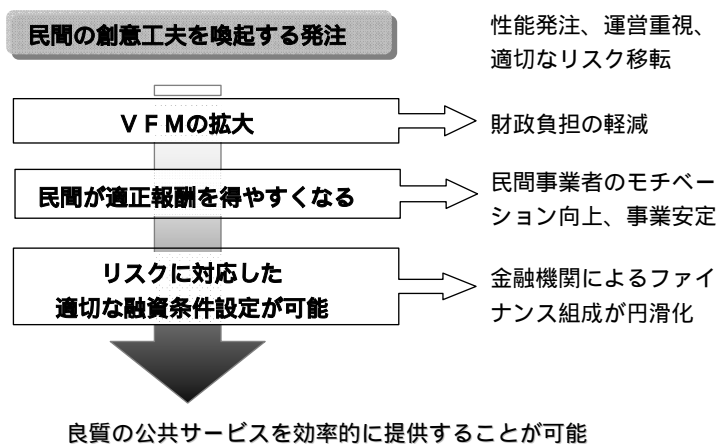 民間の創意工夫を喚起する発注
性能発注、運営重視、
適切なリスク移転
ＶＦＭの拡大
財政負担の軽減
民間が適正報酬を得やすくなる
民間事業者のモチベー
ション向上、事業安定
リスクに対応した
適切な融資条件設定が可能
金融機関によるファイ
ナンス組成が円滑化
良質の公共サービスを効率的に提供することが可能